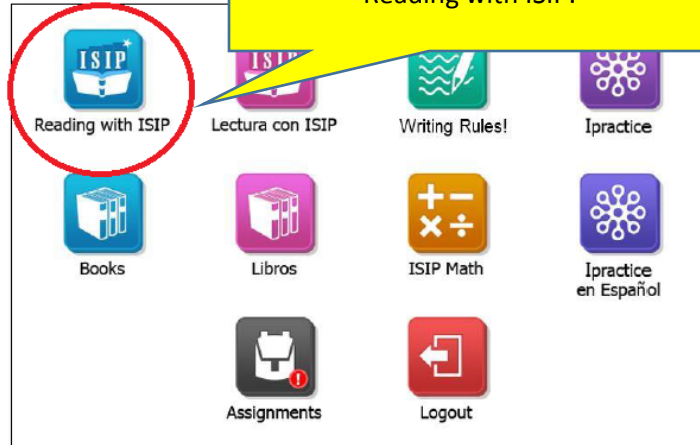 Reading with ISIP.
ISIP
ISIP
Reading with ISIP
Lectura con ISIP
Writing Rules!
Ipractice
Books
Libros
ISIP Math
Ipractice
en Español
Assignments
Logout